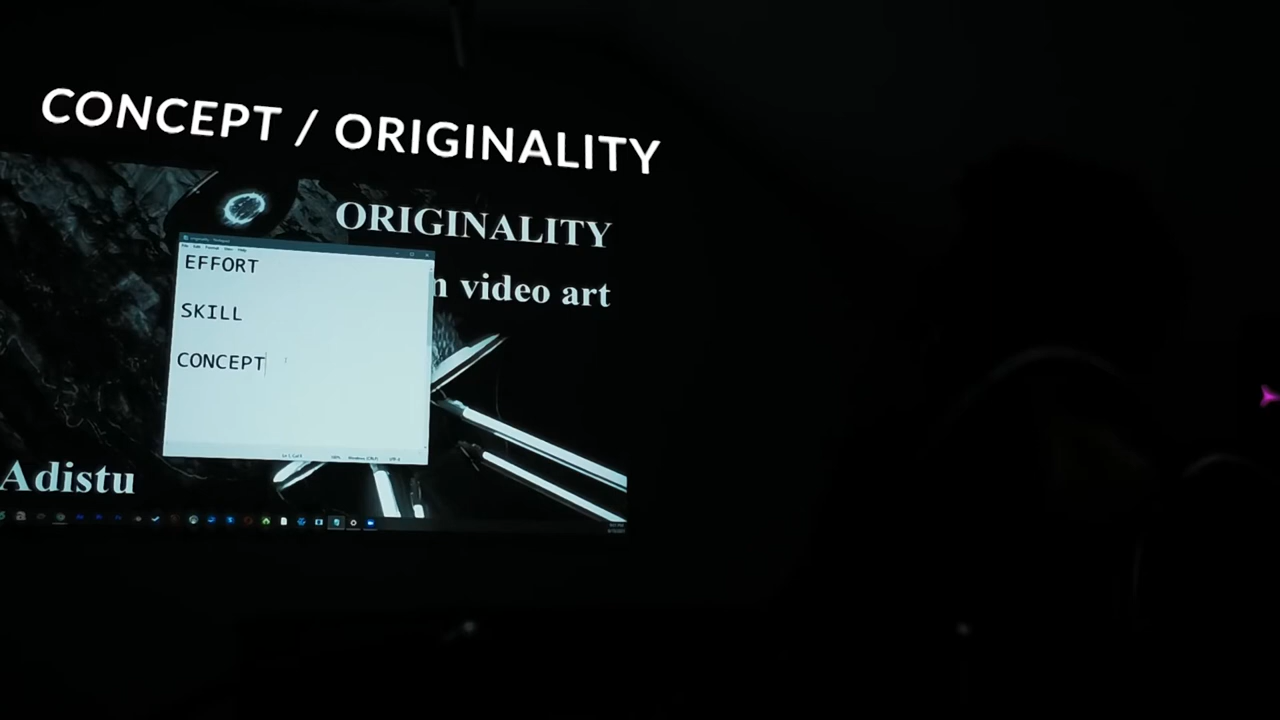 CONCEPT / ORIGINALITY
ORIGINALITY
EFFORT
video art
SKILL
CONCEPT
Adistu